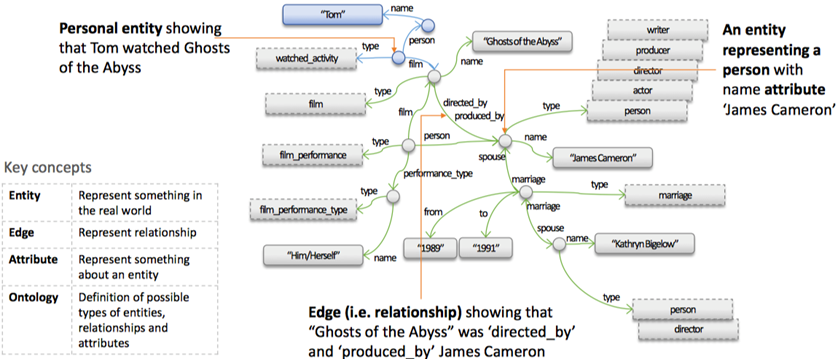 "Tom"
name
Personal entity showing
that Tom watched Ghosts
of the Abyss
person
type
watched_activity
film
"Ghosts of the Abyss"
name
writer
producer
director
actor
person
An entity
representing a
person with
name attribute
'James Cameron'
type
film
film
directed_by
produced_by
type
type
film_performance
person
name
"James Cameron"
spouse
Key concepts
Entity
Represent something in
the real world
Edge
Represent relationship
Attribute
Represent something
about an entity
Ontology
Definition of possible
types of entities,
relationships and
attributes
performance_type
type
film_performance_type
"Him/Herself"
name
marriage
type
marriage
from
to
marriage
"1989"
"1991"
spouse
name
"Kathryn Bigelow"
type
person
director
Edge (i.e. relationship) showing that
"Ghosts of the Abyss" was 'directed_by'
and 'produced_by' James Cameron